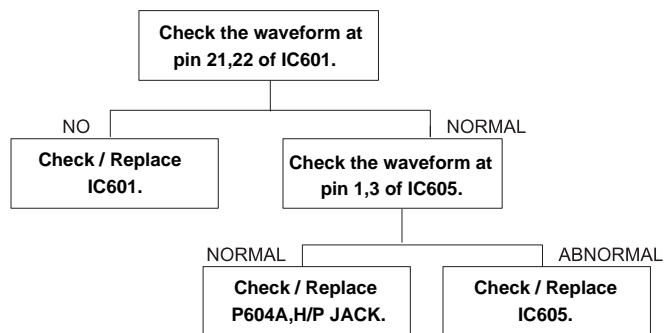 Check the waveform at
pin 21,22 of IC601.
NO
NORMAL
Check / Replace
IC601.
Check the waveform at
pin 1,3 of IC605.
NORMAL
ABNORMAL
Check / Replace
P604A,H/P JACK.
Check / Replace
IC605.